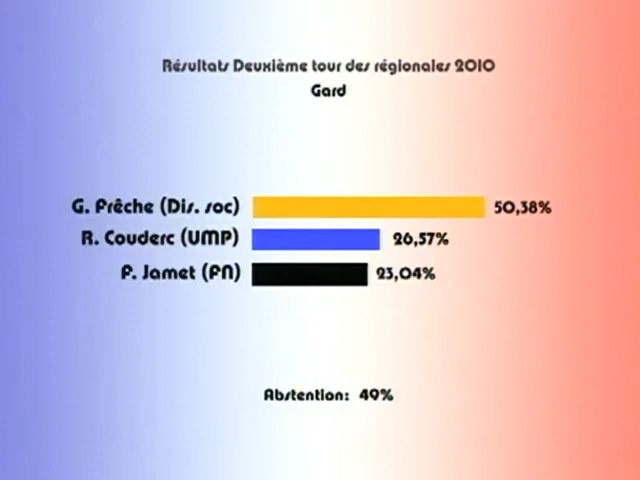 Résultats Deuxième tour des régionales 2010
Gard
G. Frêche (Dis. soc) 50,38%
R. Couderc (UMP) 26,57%
F. Jamet (FN) 23,04%
Abstention: 49%